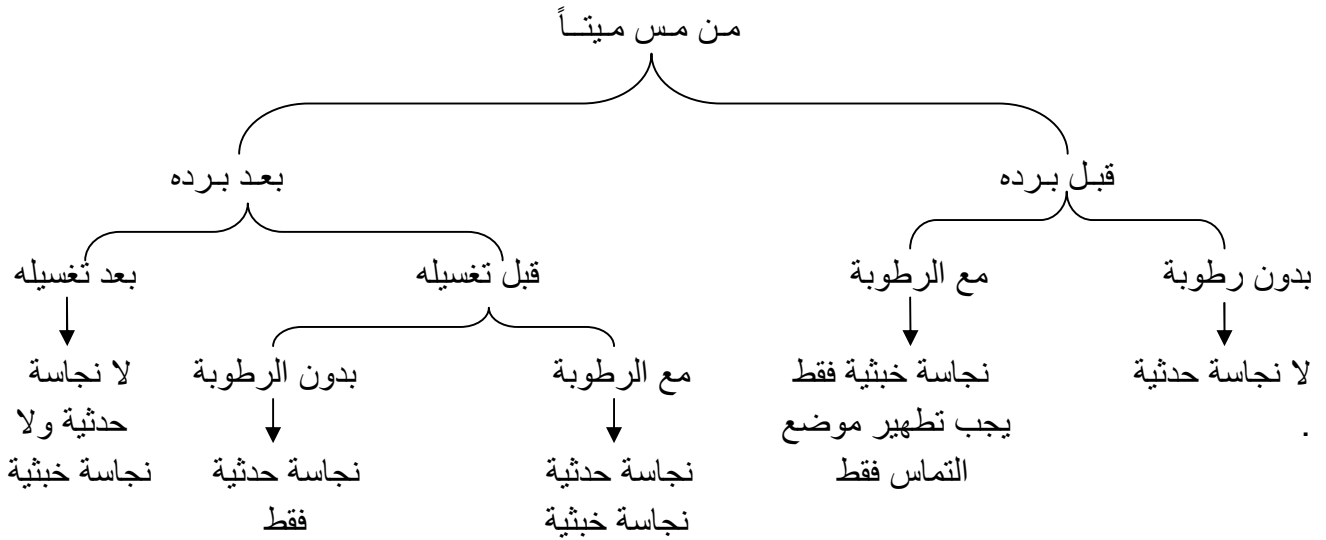 من مس ميتاً
قبل برده
بعد برده
بدون رطوبة
مع الرطوبة
قبل تغسيله
بعد تغسيله
لا نجاسة حدثية
.
نجاسة خبثية فقط
يجب تطهير موضع
التماس فقط
مع الرطوبة
بدون الرطوبة
لا نجاسة
حدثية ولا
نجاسة خبثية
نجاسة حدثية
نجاسة خبثية
نجاسة حدثية
فقط